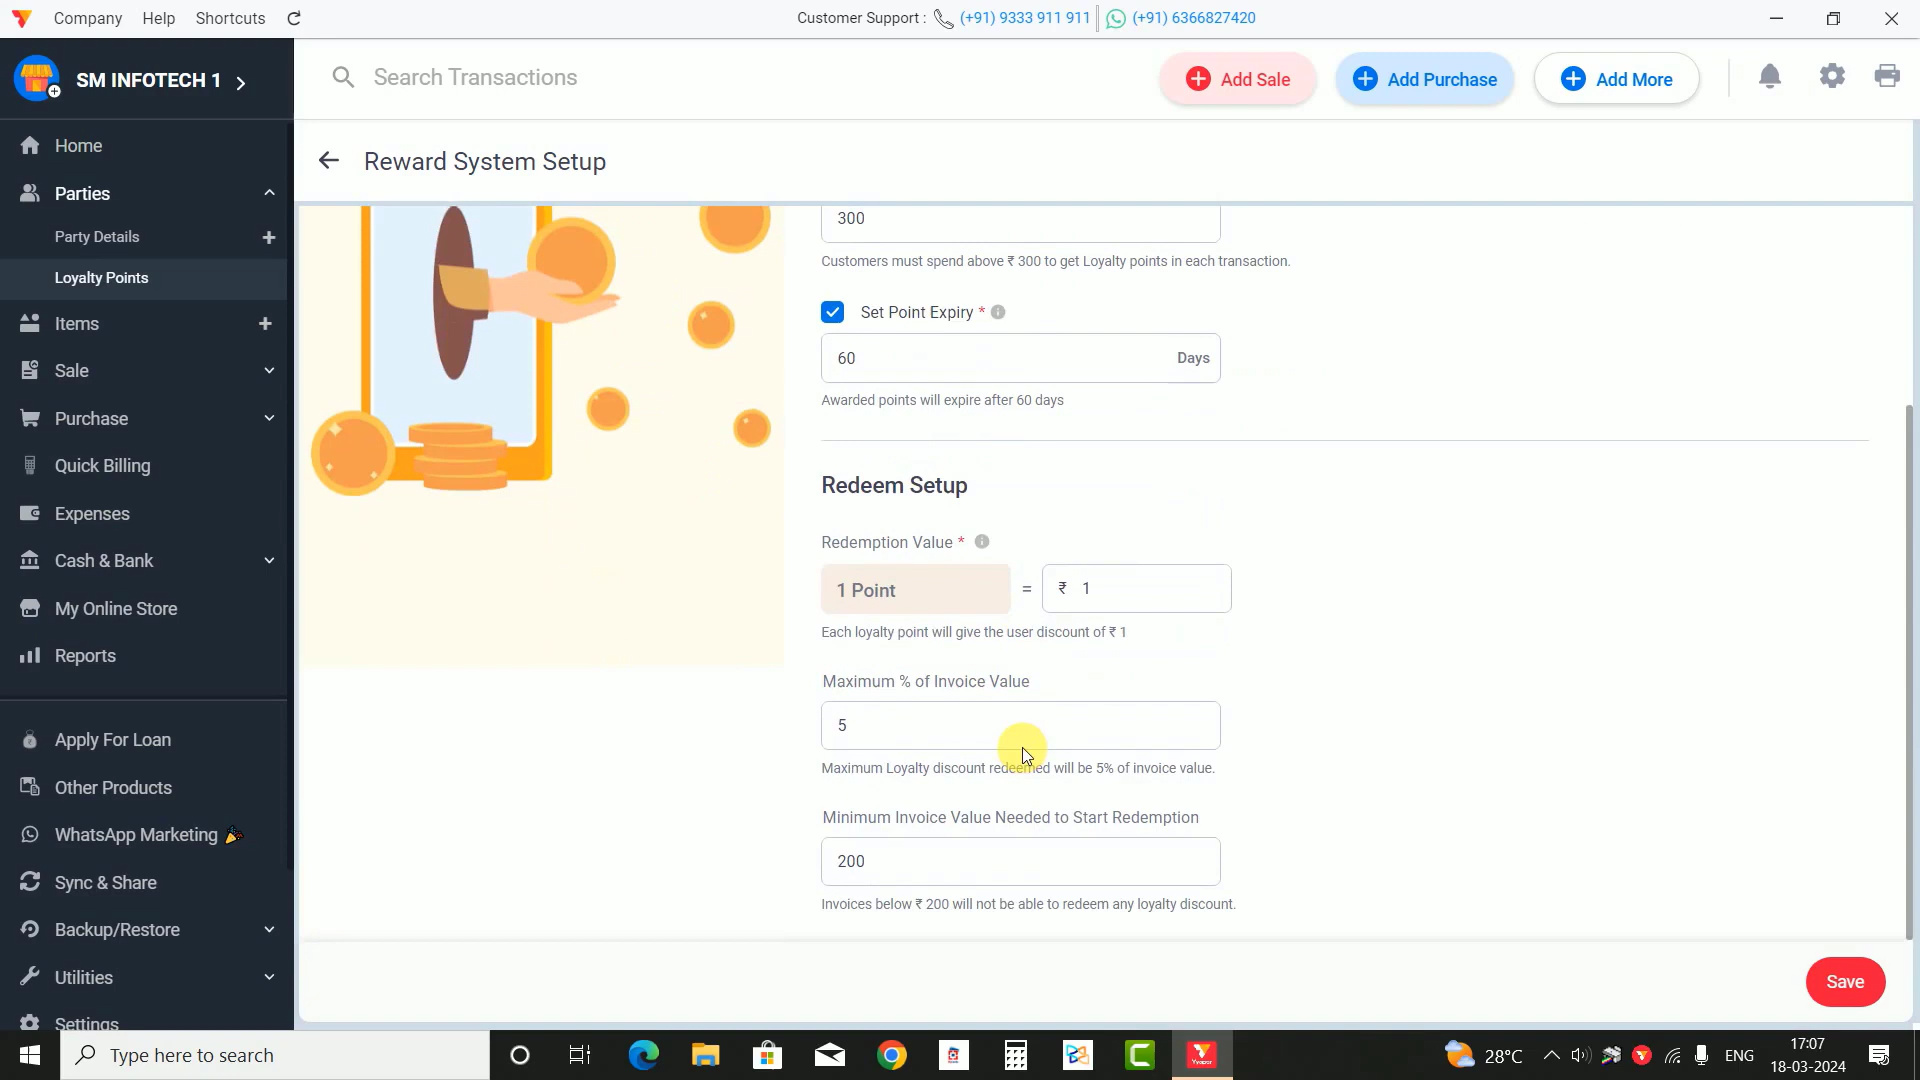 Company Help Shortcuts
Customer Support : (+91) 9333 911 911 (+91) 6366827420
SM INFOTECH 1
Search Transactions
Add Sale
Add Purchase
Add More
Reward System Setup
Home
Parties
Party Details
Loyalty Points
Items
Sale
Purchase
Quick Billing
Expenses
Cash & Bank
My Online Store
Reports
Apply For Loan
Other Products
WhatsApp Marketing
Sync & Share
Backup/Restore
Utilities
Settings
300
Customers must spend above ₹ 300 to get Loyalty points in each transaction.
Set Point Expiry *
60 Days
Awarded points will expire after 60 days
Redeem Setup
Redemption Value *
1 Point = ₹ 1
Each loyalty point will give the user discount of ₹ 1
Maximum % of Invoice Value
5
Maximum Loyalty discount redeemed will be 5% of invoice value.
Minimum Invoice Value Needed to Start Redemption
200
Invoices below ₹ 200 will not be able to redeem any loyalty discount.
Save
Type here to search
28°C
ENG
17:07
18-03-2024